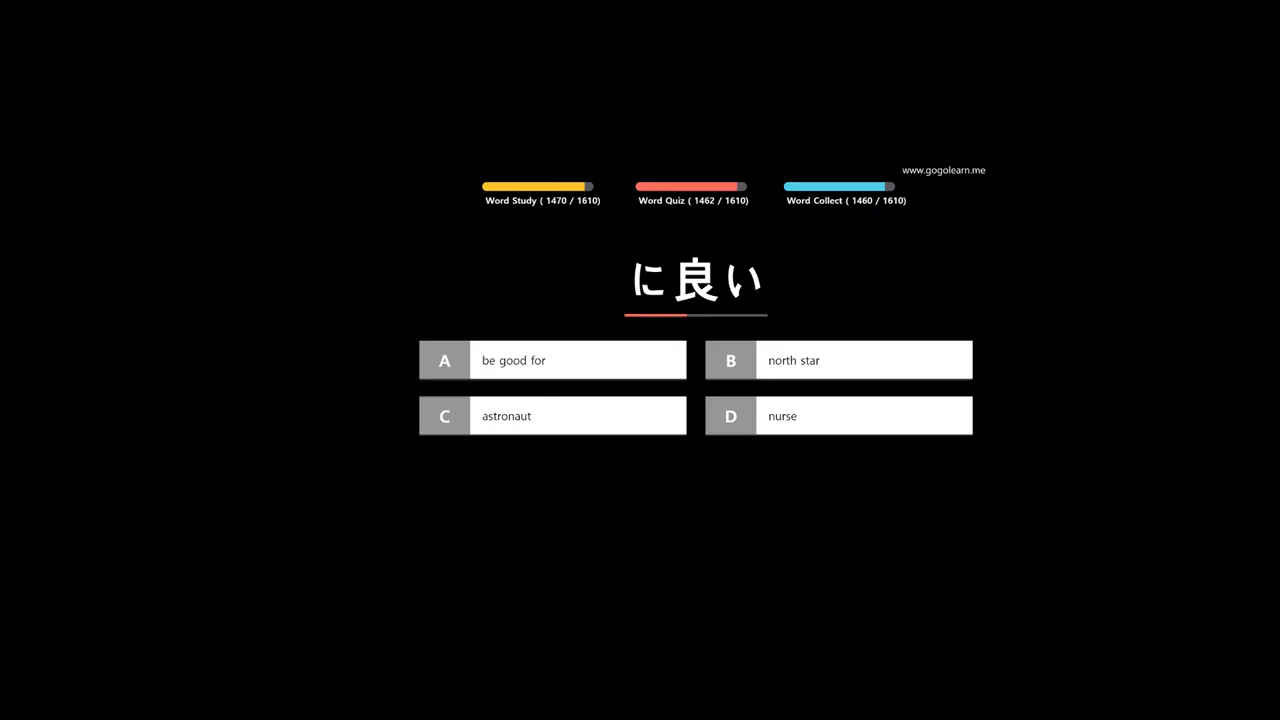 www.gogolearn.me
Word Study ( 1470 / 1610)
Word Quiz ( 1462 / 1610)
Word Collect ( 1460 / 1610)
に良い
A be good for
B north star
C astronaut
D nurse